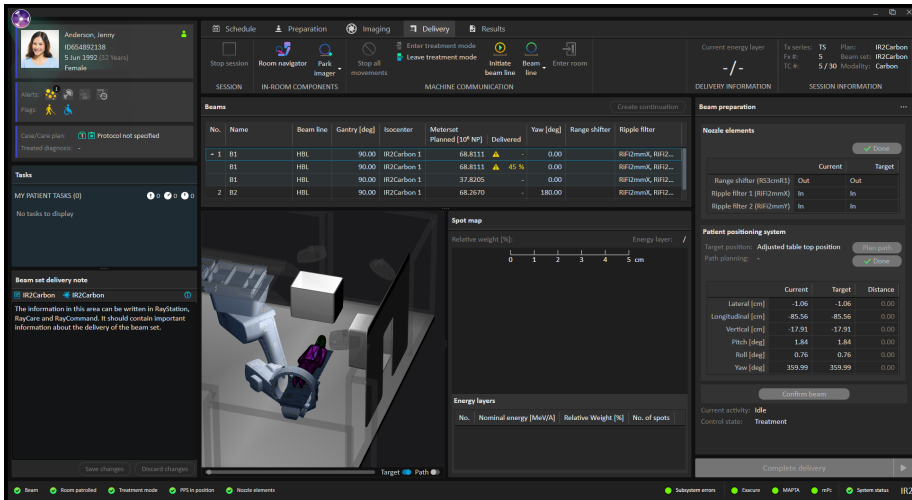 Anderson, Jenny
ID654892138
5 Jun 1992 (32 Years)
Female
Alerts:
Flags:
Case/Care plan: Protocol not specified
Treated diagnosis: -
Tasks
MY PATIENT TASKS (0) 0 0 0
No tasks to display
Beam set delivery note
IR2Carbon IR2Carbon
The information in this area can be written in RayStation,
RayCare and RayCommand. It should contain important
information about the delivery of the beam set.
Save changes Discard changes
Schedule Preparation Imaging Delivery Results
Stop session
SESSION
Room navigator Park imager
IN-ROOM COMPONENTS
Stop all movements
Enter treatment mode
Leave treatment mode
Initiate beam line
Beam line
Enter room
MACHINE COMMUNICATION
Current energy layer
-/-
DELIVERY INFORMATION
Tx series: TS Plan: IR2Carbon
Fx #: 5 Beam set: IR2Carbon
TC #: 5 / 30 Modality: Carbon
SESSION INFORMATION
Beams Create continuation
No. Name Beam line Gantry [deg] Isocenter Meterset Planned [10⁶ NP] Delivered Yaw [deg] Range shifter Ripple filter
1 B1 HBL 90.00 IR2Carbon 1 68.8111 - 0.00 RiFi2mmX, RiFi2...
B1 HBL 90.00 IR2Carbon 1 68.8111 45 % 0.00 RiFi2mmX, RiFi2...
B1 HBL 90.00 IR2Carbon 1 37.8205 - 0.00 RiFi2mmX, RiFi2...
2 B2 HBL 90.00 IR2Carbon 1 68.2670 - 180.00 RiFi2mmX, RiFi2...
Target Path
Spot map
Relative weight [%]: Energy layer: /
0 1 2 3 4 5 cm
Energy layers
No. Nominal energy [MeV/A] Relative Weight [%] No. of spots
Beam preparation
Nozzle elements
Done
Current Target
Range shifter (RS3cmR1) Out Out
Ripple filter 1 (RiFi2mmX) In In
Ripple filter 2 (RiFi2mmY) In In
Patient positioning system
Target position: Adjusted table top position Plan path
Path planning: - Done
Current Target Distance
Lateral [cm] -1.06 -1.06 0.00
Longitudinal [cm] -85.56 -85.56 0.00
Vertical [cm] -17.91 -17.91 0.00
Pitch [deg] 1.84 1.84 0.00
Roll [deg] 0.76 0.76 0.00
Yaw [deg] 359.99 359.99 0.00
Confirm beam
Current activity: Idle
Control state: Treatment
Complete delivery
Beam Room patrolled Treatment mode PPS in position Nozzle elements Subsystem errors Exacure MAPTA mPc System status IR2